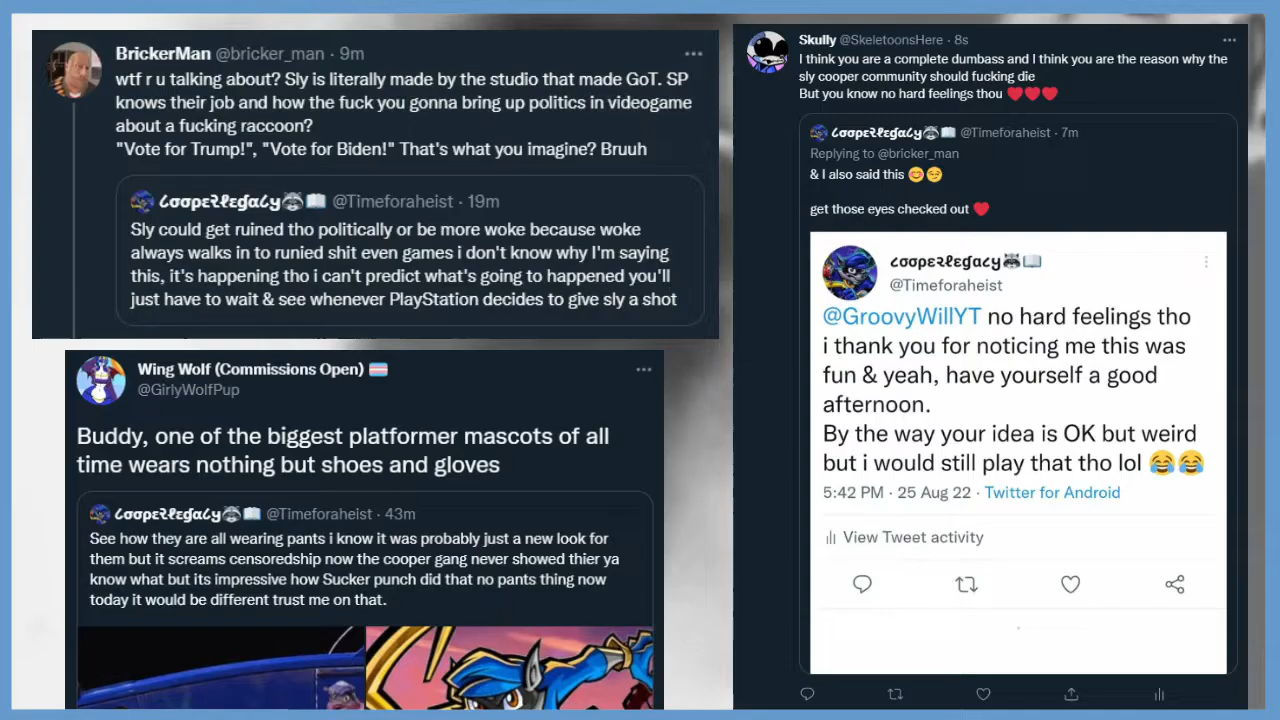 BrickerMan @bricker_man · 9m
wtf r u talking about? Sly is literally made by the studio that made GoT. SP
knows their job and how the fuck you gonna bring up politics in videogame
about a fucking raccoon?
"Vote for Trump!", "Vote for Biden!" That's what you imagine? Bruuh
ᏝσσρεƦℓεɠαᏝყ🦝📖 @Timeforaheist · 19m
Sly could get ruined tho politically or be more woke because woke
always walks in to runied shit even games i don't know why I'm saying
this, it's happening tho i can't predict what's going to happened you'll
just have to wait & see whenever PlayStation decides to give sly a shot
Wing Wolf (Commissions Open) 🏳️‍⚧️
@GirlyWolfPup
Buddy, one of the biggest platformer mascots of all
time wears nothing but shoes and gloves
ᏝσσρεƦℓεɠαᏝყ🦝📖 @Timeforaheist · 43m
See how they are all wearing pants i know it was probably just a new look for
them but it screams censoredship now the cooper gang never showed thier ya
know what but its impressive how Sucker punch did that no pants thing now
today it would be different trust me on that.
Skully @SkeletoonsHere · 8s
I think you are a complete dumbass and I think you are the reason why the
sly cooper community should fucking die
But you know no hard feelings thou ❤️❤️❤️
ᏝσσρεƦℓεɠαᏝყ🦝📖 @Timeforaheist · 7m
Replying to @bricker_man
& I also said this 😋😏
get those eyes checked out ❤️
ᏝσσρεƦℓεɠαᏝყ🦝📖
@Timeforaheist
@GroovyWillYT no hard feelings tho
i thank you for noticing me this was
fun & yeah, have yourself a good
afternoon.
By the way your idea is OK but weird
but i would still play that tho lol 😂😂
5:42 PM · 25 Aug 22 · Twitter for Android
View Tweet activity